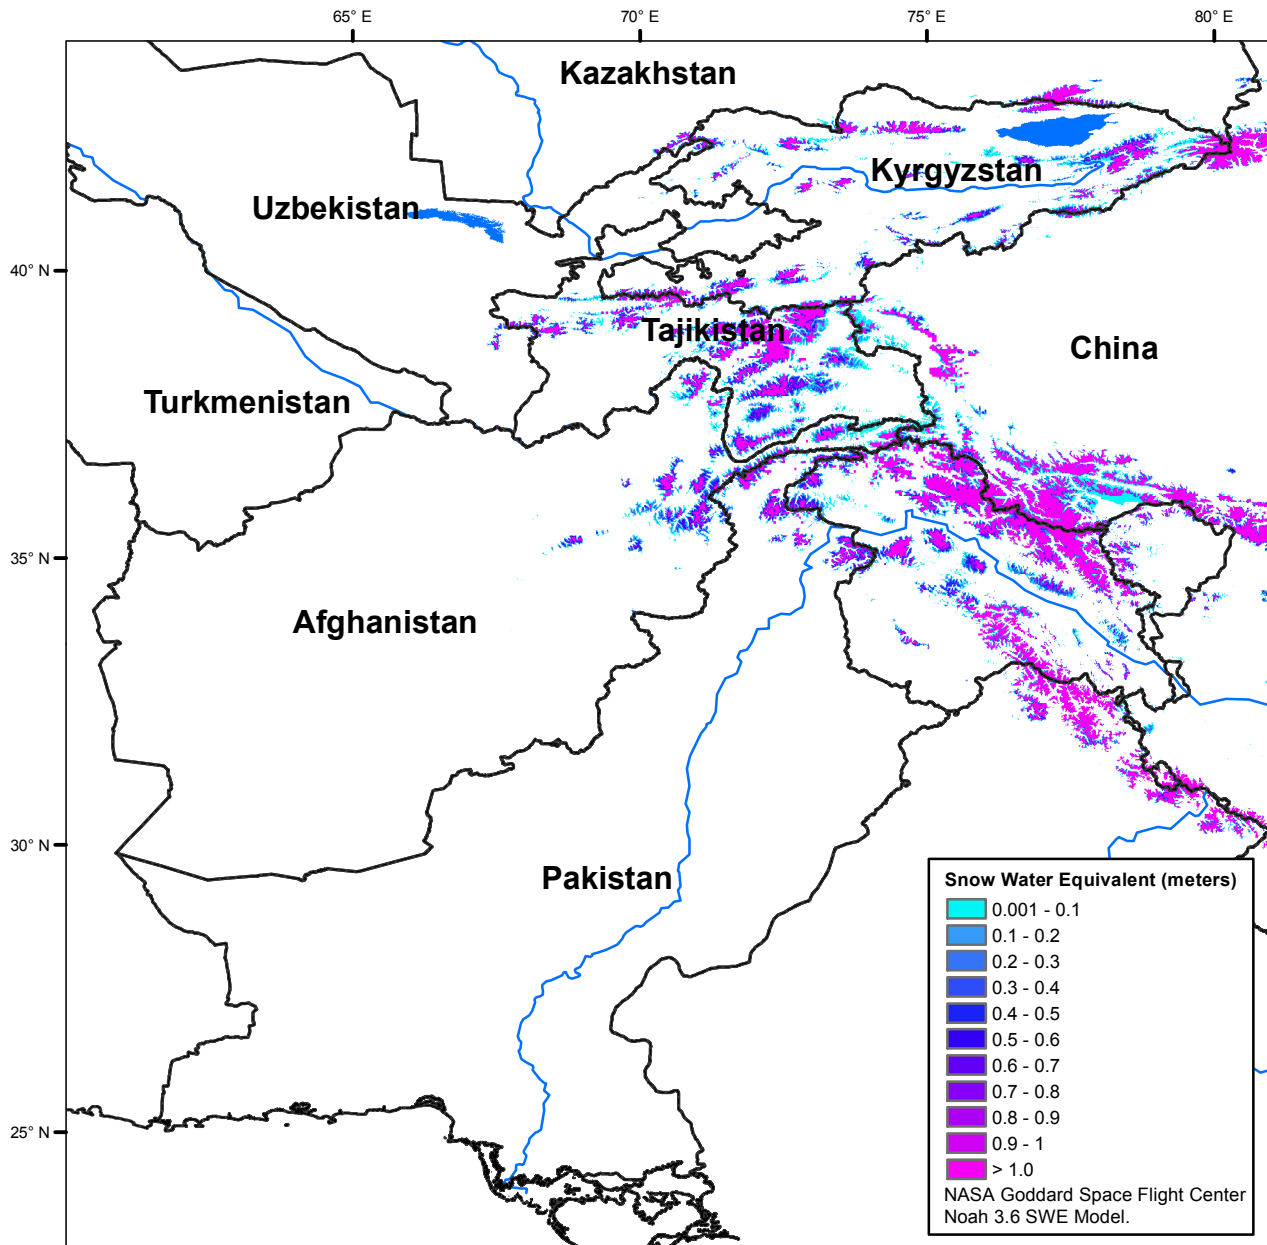 65° E
70° E
75° E
80° E
Kazakhstan
Kyrgyzstan
Uzbekistan
40° N
Tajikistan
China
Turkmenistan
35° N
Afghanistan
30° N
Pakistan
25° N
Snow Water Equivalent (meters)
0.001 - 0.1
0.1 - 0.2
0.2 - 0.3
0.3 - 0.4
0.4 - 0.5
0.5 - 0.6
0.6 - 0.7
0.7 - 0.8
0.8 - 0.9
0.9 - 1
> 1.0
NASA Goddard Space Flight Center
Noah 3.6 SWE Model.